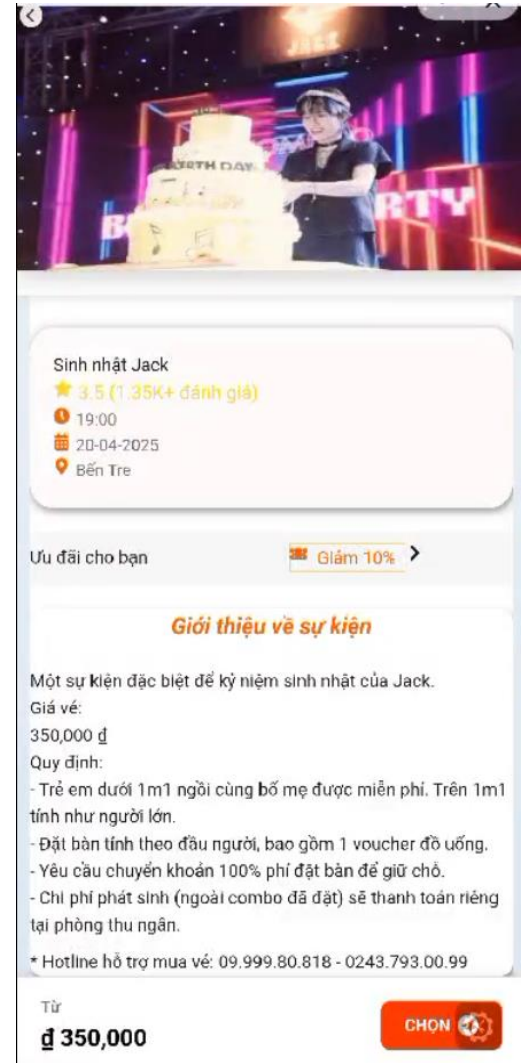 JACK
BIRTH DAY
PARTY
Sinh nhật Jack
3.5 (1.35K+ đánh giá)
19:00
20-04-2025
Bến Tre
Ưu đãi cho bạn
Giảm 10%
Giới thiệu về sự kiện
Một sự kiện đặc biệt để kỷ niệm sinh nhật của Jack.
Giá vé:
350,000 ₫
Quy định:
- Trẻ em dưới 1m1 ngồi cùng bố mẹ được miễn phí. Trên 1m1
tính như người lớn.
- Đặt bàn tính theo đầu người, bao gồm 1 voucher đồ uống.
- Yêu cầu chuyển khoản 100% phí đặt bàn để giữ chỗ.
- Chi phí phát sinh (ngoài combo đã đặt) sẽ thanh toán riêng
tại phòng thu ngân.
* Hotline hỗ trợ mua vé: 09.999.80.818 - 0243.793.00.99
Từ
₫ 350,000
CHỌN